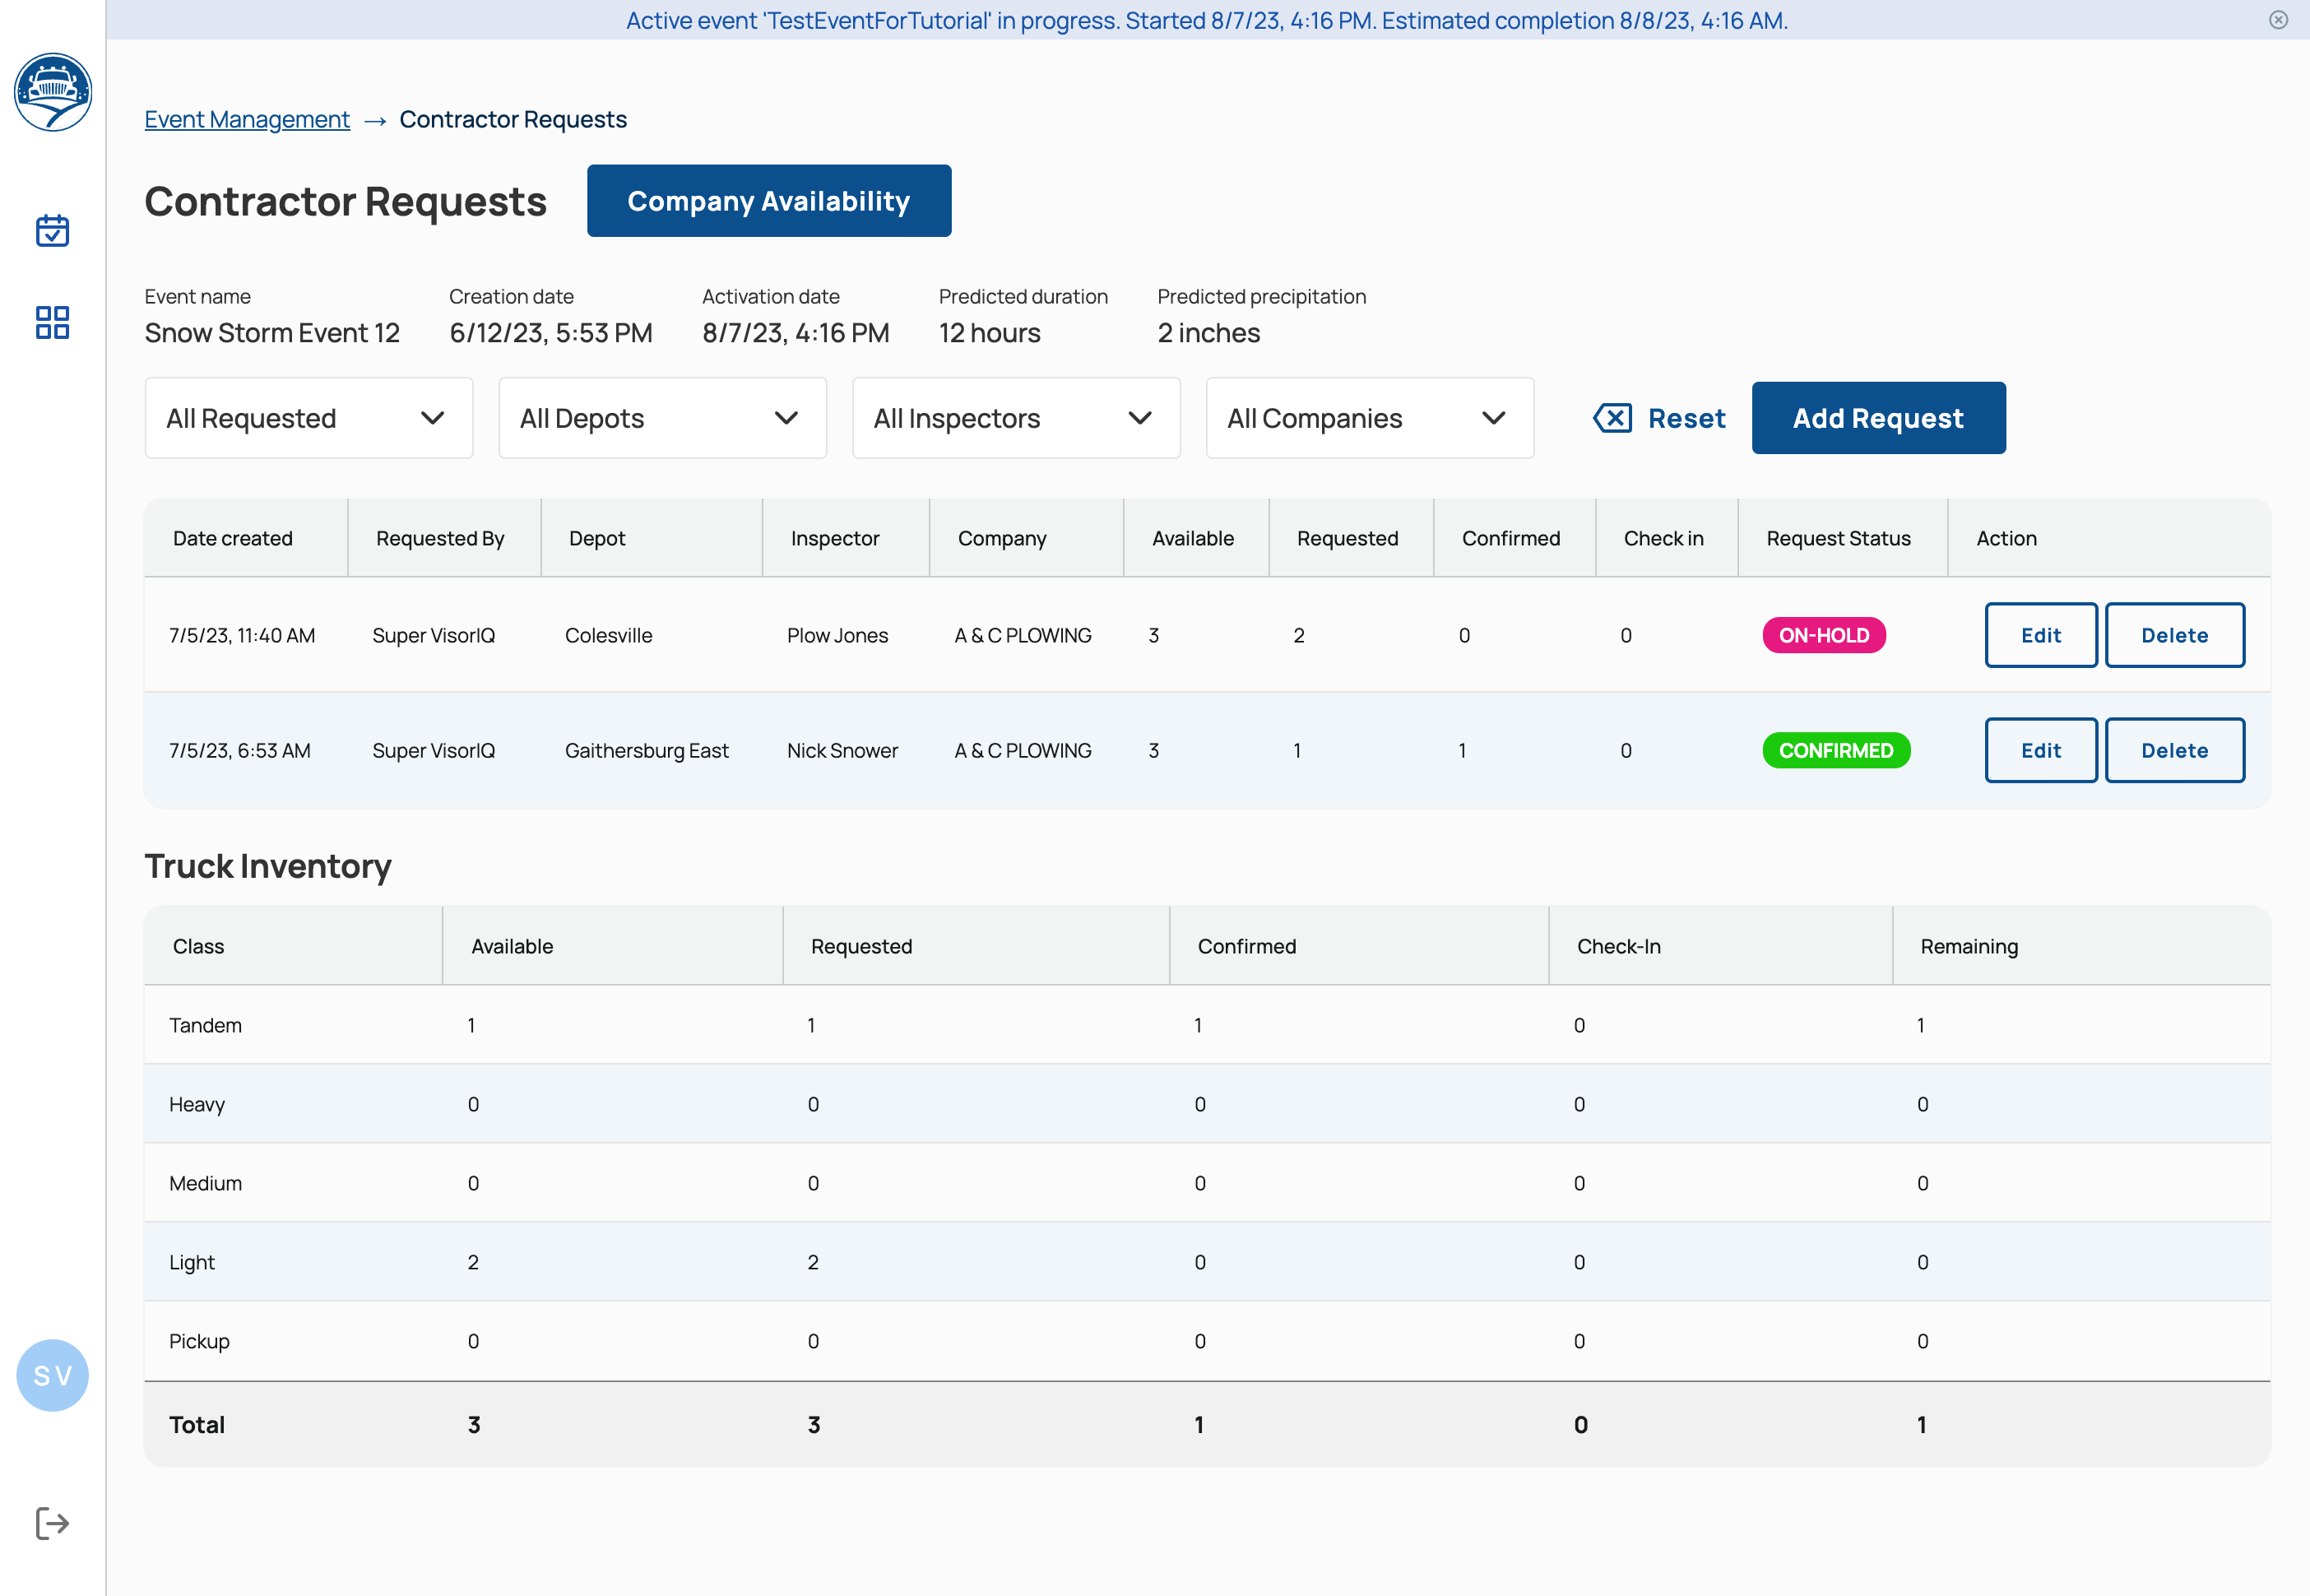 Active event 'TestEventForTutorial' in progress. Started 8/7/23, 4:16 PM. Estimated completion 8/8/23, 4:16 AM.
Event Management → Contractor Requests
Contractor Requests Company Availability
Event name Creation date Activation date Predicted duration Predicted precipitation
Snow Storm Event 12 6/12/23, 5:53 PM 8/7/23, 4:16 PM 12 hours 2 inches
All Requested All Depots All Inspectors All Companies Reset Add Request
Date created Requested By Depot Inspector Company Available Requested Confirmed Check in Request Status Action
7/5/23, 11:40 AM Super VisorIQ Colesville Plow Jones A & C PLOWING 3 2 0 0 ON-HOLD Edit Delete
7/5/23, 6:53 AM Super VisorIQ Gaithersburg East Nick Snower A & C PLOWING 3 1 1 0 CONFIRMED Edit Delete
Truck Inventory
Class Available Requested Confirmed Check-In Remaining
Tandem 1 1 1 0 1
Heavy 0 0 0 0 0
Medium 0 0 0 0 0
Light 2 2 0 0 0
Pickup 0 0 0 0 0
Total 3 3 1 0 1
SV